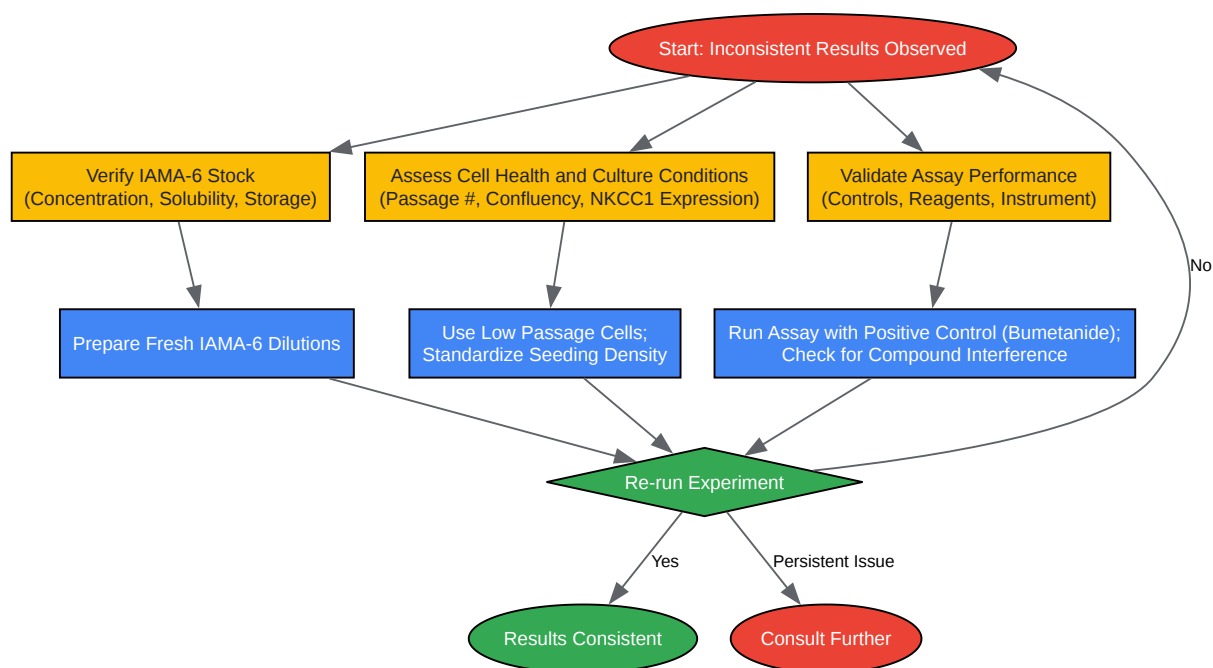 Start: Inconsistent Results Observed
Verify IAMA-6 Stock
(Concentration, Solubility, Storage)
Assess Cell Health and Culture Conditions
(Passage #, Confluency, NKCC1 Expression)
Validate Assay Performance
(Controls, Reagents, Instrument)
No
Prepare Fresh IAMA-6 Dilutions
Use Low Passage Cells;
Standardize Seeding Density
Run Assay with Positive Control (Bumetanide);
Check for Compound Interference
Re-run Experiment
Yes
Persistent Issue
Results Consistent
Consult Further